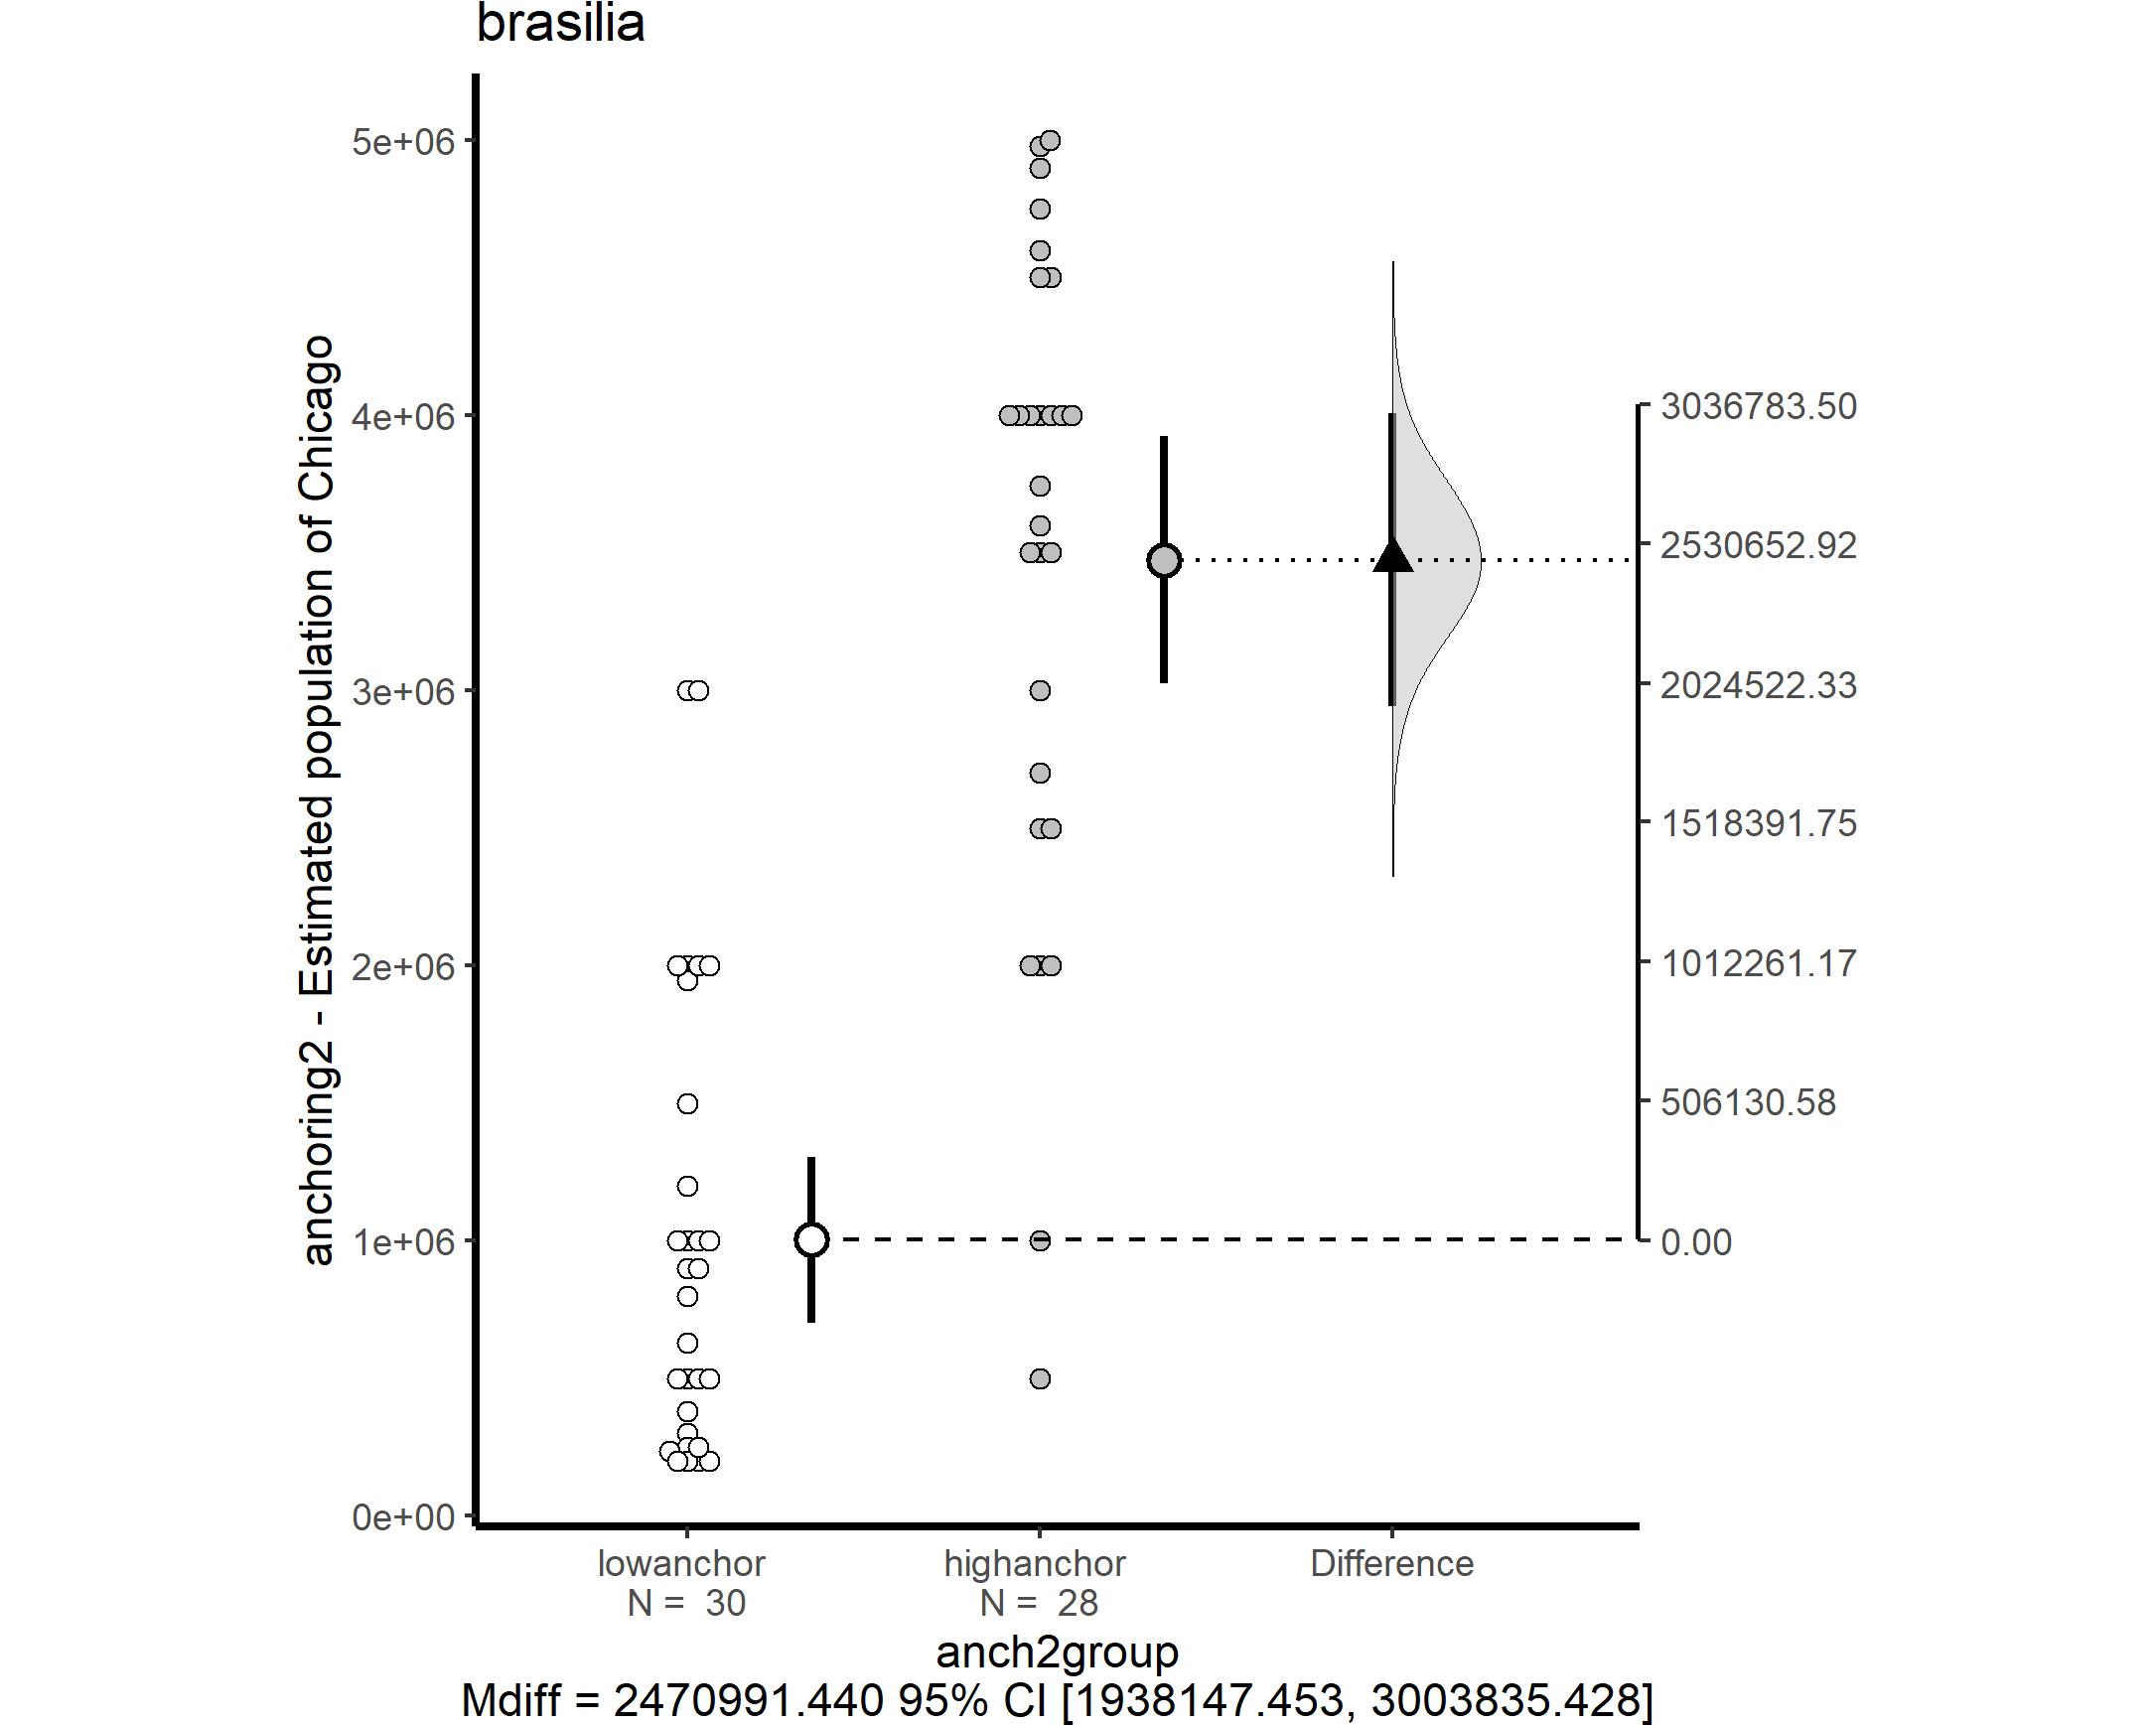 brasilia
anchoring2 - Estimated population of Chicago
5e+06
4e+06
3e+06
2e+06
1e+06
0e+00
3036783.50
2530652.92
2024522.33
1518391.75
1012261.17
506130.58
0.00
lowanchor
N =  30
highanchor
N =  28
Difference
anch2group
Mdiff = 2470991.440 95% CI [1938147.453, 3003835.428]